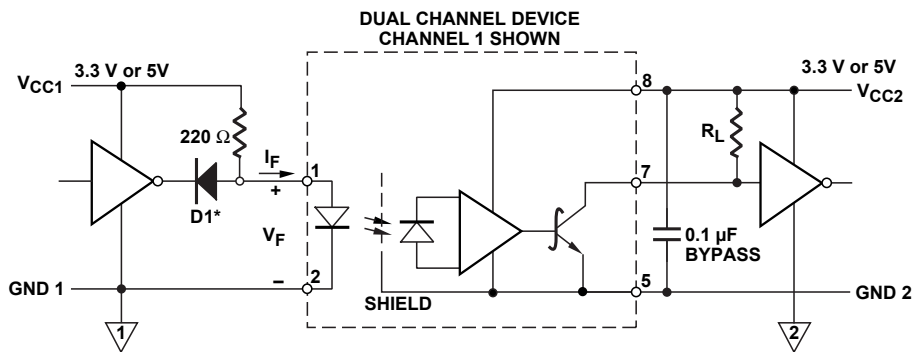 DUAL CHANNEL DEVICE
CHANNEL 1 SHOWN
3.3 V or 5V
VCC1
220 Ω
IF
+
1
D1*
VF
GND 1
–
2
SHIELD
1
8
3.3 V or 5V
VCC2
RL
7
0.1 µF
BYPASS
5
GND 2
2